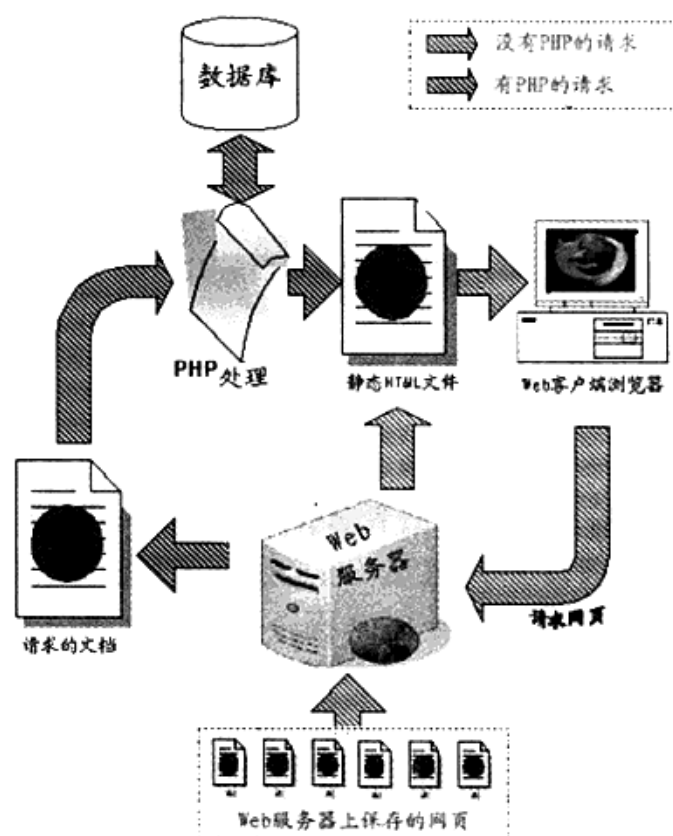 没有PHP的请求
数据库
有PHP的请求
PHP处理
静态HTML文件
Web客户端浏览器
Web
服务器
请求的文档
请求网页
Web服务器上保存的网页